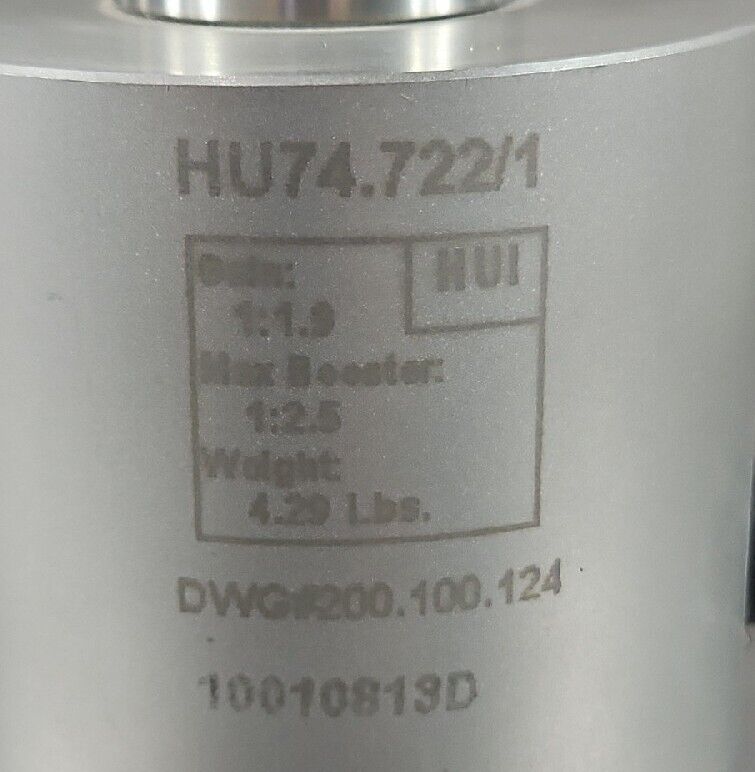 HU74.722/1
Gain: HUI
1:1.9
Max Booster:
1:2.5
Weight:
4.29 Lbs.
DWG#200.100.124
10010813D